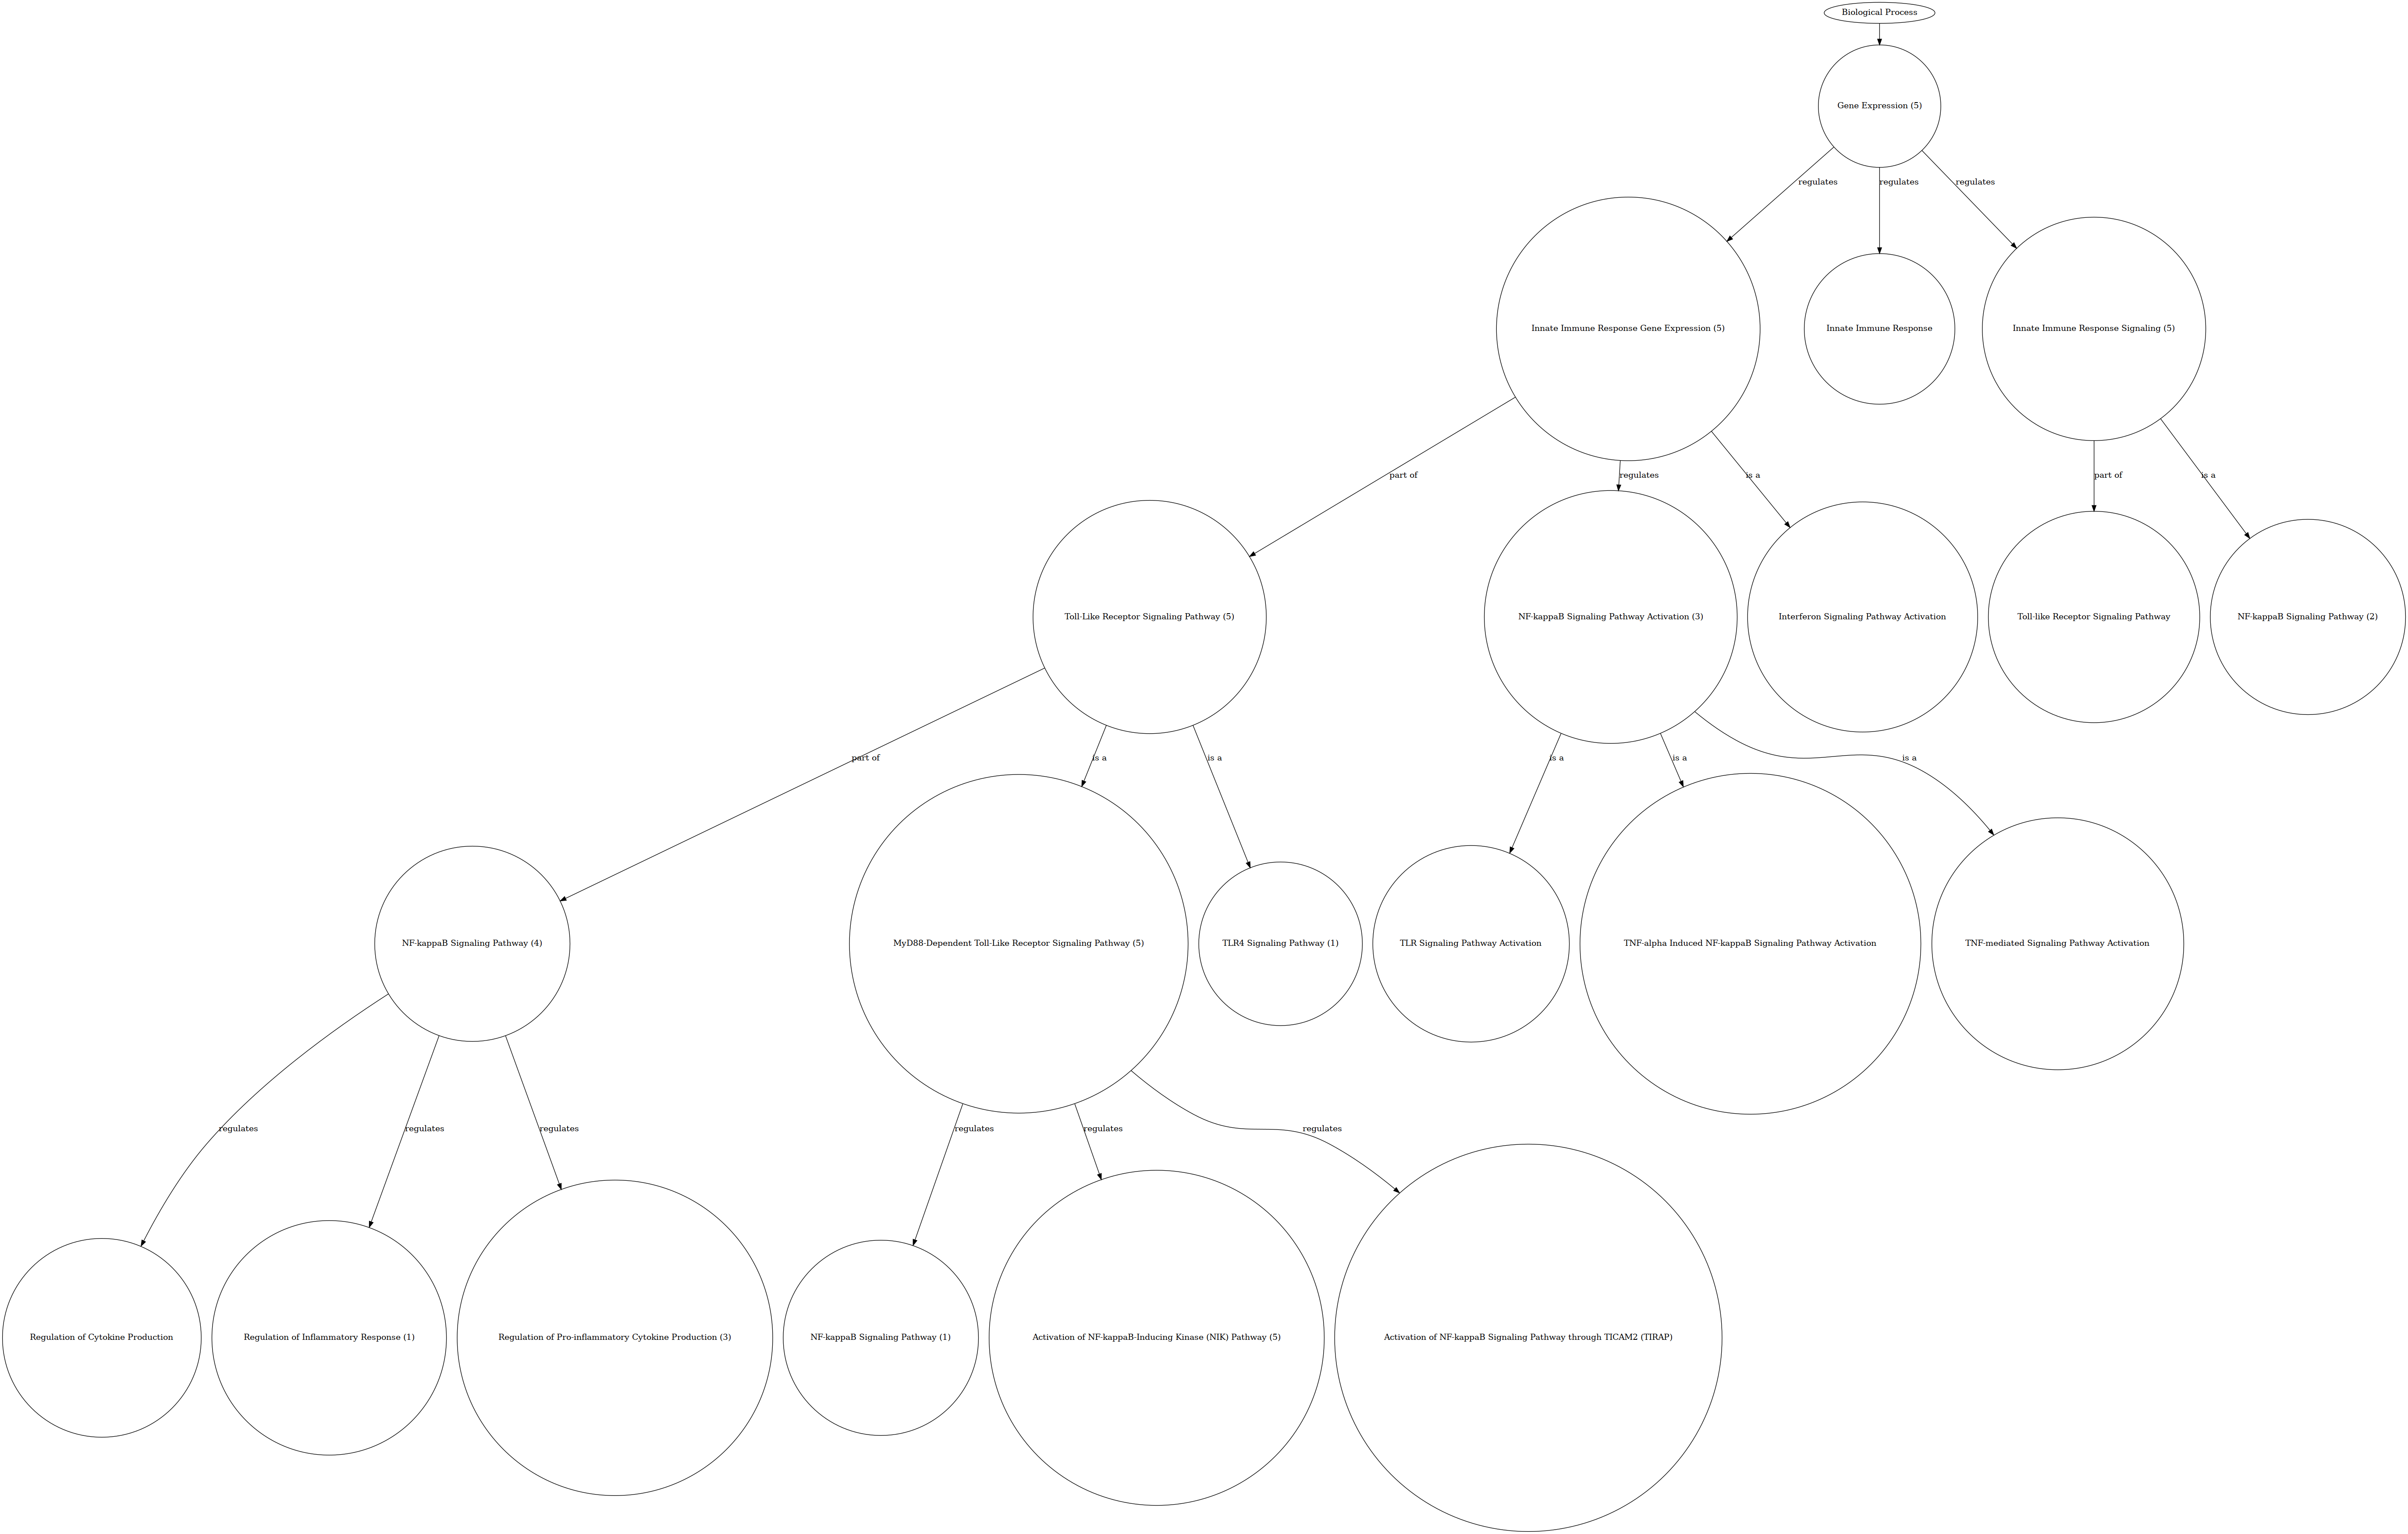 Biological Process
Gene Expression (5)
regulates
regulates
regulates
Innate Immune Response Gene Expression (5)
Innate Immune Response
Innate Immune Response Signaling (5)
part of
regulates
is a
part of
is a
Toll-Like Receptor Signaling Pathway (5)
NF-kappaB Signaling Pathway Activation (3)
Interferon Signaling Pathway Activation
Toll-like Receptor Signaling Pathway
NF-kappaB Signaling Pathway (2)
part of
is a
is a
is a
is a
is a
NF-kappaB Signaling Pathway (4)
MyD88-Dependent Toll-Like Receptor Signaling Pathway (5)
TLR4 Signaling Pathway (1)
TLR Signaling Pathway Activation
TNF-alpha Induced NF-kappaB Signaling Pathway Activation
TNF-mediated Signaling Pathway Activation
regulates
regulates
regulates
regulates
regulates
regulates
Regulation of Cytokine Production
Regulation of Inflammatory Response (1)
Regulation of Pro-inflammatory Cytokine Production (3)
NF-kappaB Signaling Pathway (1)
Activation of NF-kappaB-Inducing Kinase (NIK) Pathway (5)
Activation of NF-kappaB Signaling Pathway through TICAM2 (TIRAP)